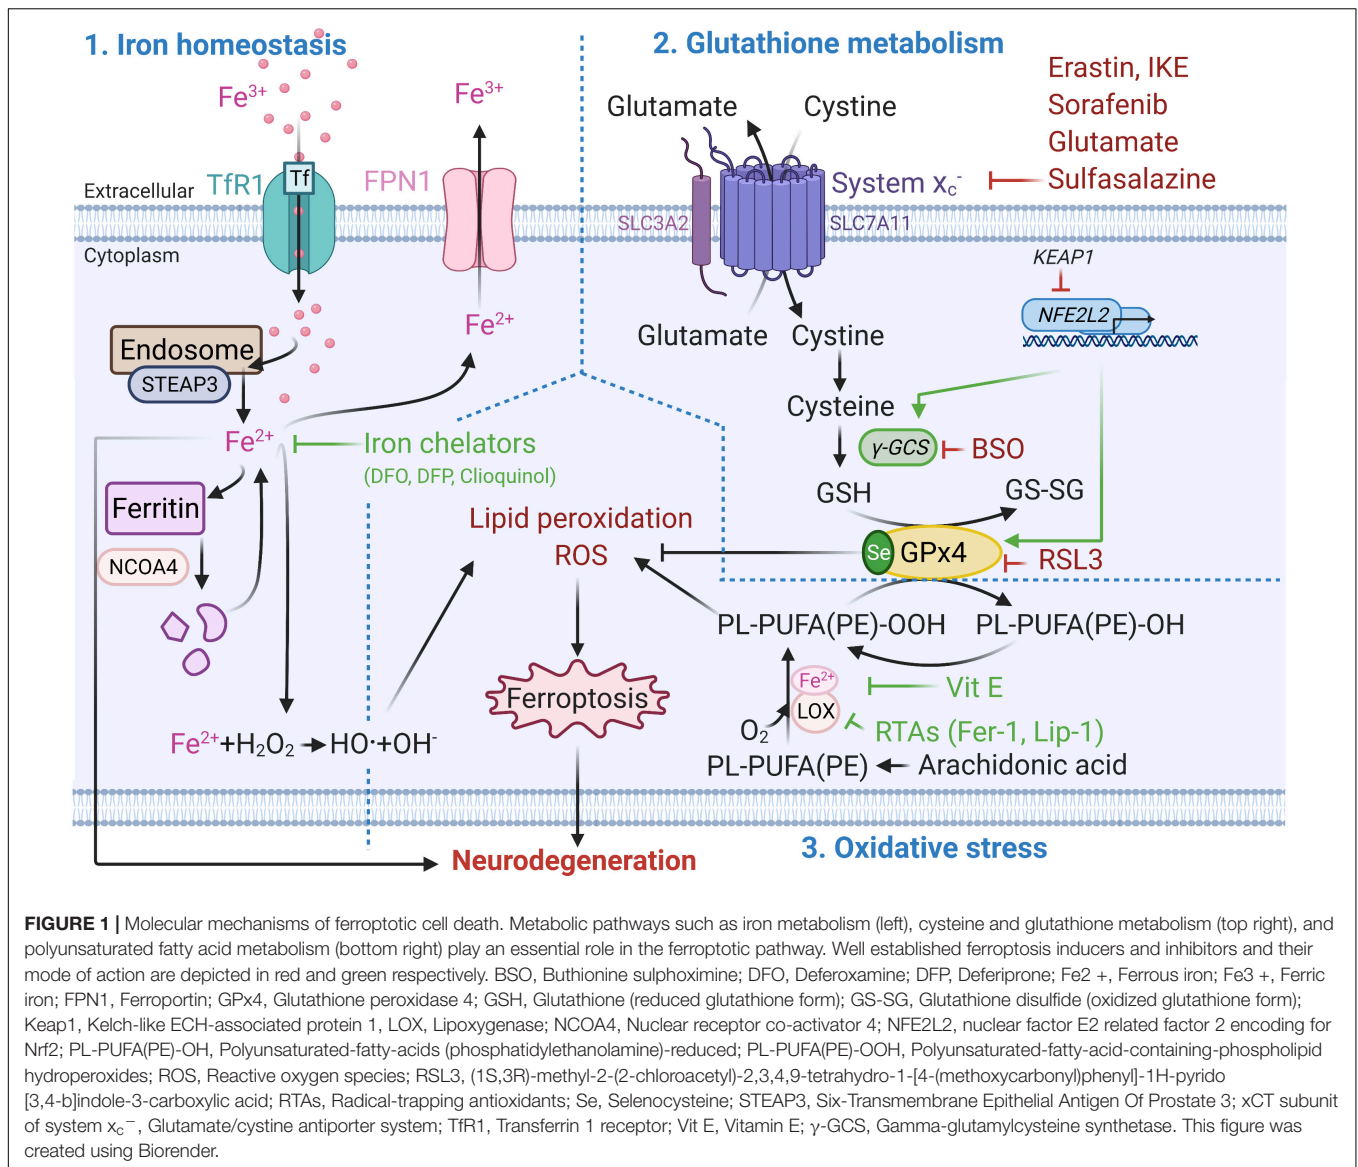 1. Iron homeostasis
2. Glutathione metabolism
Fe3+
Fe3+
Glutamate
Cystine
Erastin, IKE
Sorafenib
Glutamate
Sulfasalazine
Extracellular
TfR1
Tf
FPN1
System xc-
SLC3A2
SLC7A11
Cytoplasm
KEAP1
NFE2L2
Fe2+
Glutamate
Cystine
Endosome
STEAP3
Cysteine
Fe2+
Iron chelators
(DFO, DFP, Clioquinol)
γ-GCS
BSO
GSH
GS-SG
Ferritin
Lipid peroxidation
ROS
NCOA4
Se
GPx4
RSL3
PL-PUFA(PE)-OOH
PL-PUFA(PE)-OH
Ferroptosis
Fe2+
LOX
Vit E
O2
RTAs (Fer-1, Lip-1)
Fe2++H2O2
HO•+OH-
PL-PUFA(PE)
Arachidonic acid
3. Oxidative stress
Neurodegeneration
FIGURE 1 | Molecular mechanisms of ferroptotic cell death. Metabolic pathways such as iron metabolism (left), cysteine and glutathione metabolism (top right), and
polyunsaturated fatty acid metabolism (bottom right) play an essential role in the ferroptotic pathway. Well established ferroptosis inducers and inhibitors and their
mode of action are depicted in red and green respectively. BSO, Buthionine sulphoximine; DFO, Deferoxamine; DFP, Deferiprone; Fe2 +, Ferrous iron; Fe3 +, Ferric
iron; FPN1, Ferroportin; GPx4, Glutathione peroxidase 4; GSH, Glutathione (reduced glutathione form); GS-SG, Glutathione disulfide (oxidized glutathione form);
Keap1, Kelch-like ECH-associated protein 1, LOX, Lipoxygenase; NCOA4, Nuclear receptor co-activator 4; NFE2L2, nuclear factor E2 related factor 2 encoding for
Nrf2; PL-PUFA(PE)-OH, Polyunsaturated-fatty-acids (phosphatidylethanolamine)-reduced; PL-PUFA(PE)-OOH, Polyunsaturated-fatty-acid-containing-phospholipid
hydroperoxides; ROS, Reactive oxygen species; RSL3, (1S,3R)-methyl-2-(2-chloroacetyl)-2,3,4,9-tetrahydro-1-[4-(methoxycarbonyl)phenyl]-1H-pyrido
[3,4-b]indole-3-carboxylic acid; RTAs, Radical-trapping antioxidants; Se, Selenocysteine; STEAP3, Six-Transmembrane Epithelial Antigen Of Prostate 3; xCT subunit
of system xc−, Glutamate/cystine antiporter system; TfR1, Transferrin 1 receptor; Vit E, Vitamin E; γ-GCS, Gamma-glutamylcysteine synthetase. This figure was
created using Biorender.